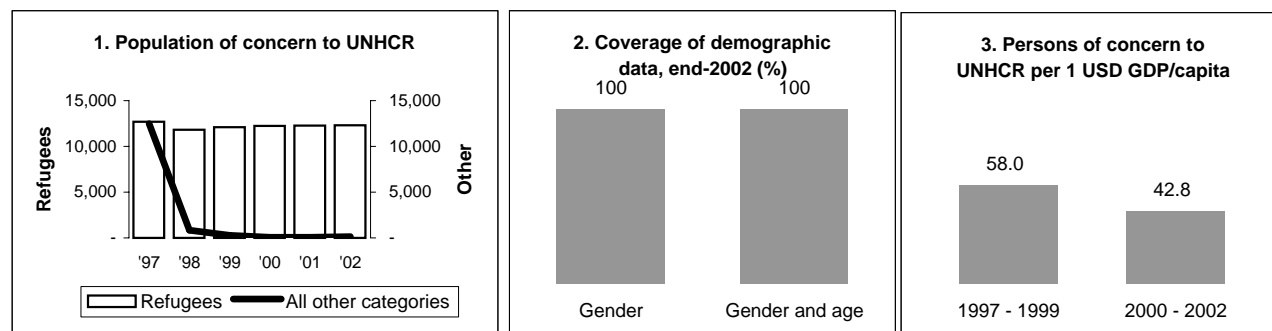 1. Population of concern to UNHCR
15,000
10,000
5,000
-
Refugees
15,000
10,000
5,000
-
Other
'97 '98 '99 '00 '01 '02
Refugees All other categories
2. Coverage of demographic
data, end-2002 (%)
100 100
Gender Gender and age
3. Persons of concern to
UNHCR per 1 USD GDP/capita
58.0
42.8
1997 - 1999 2000 - 2002